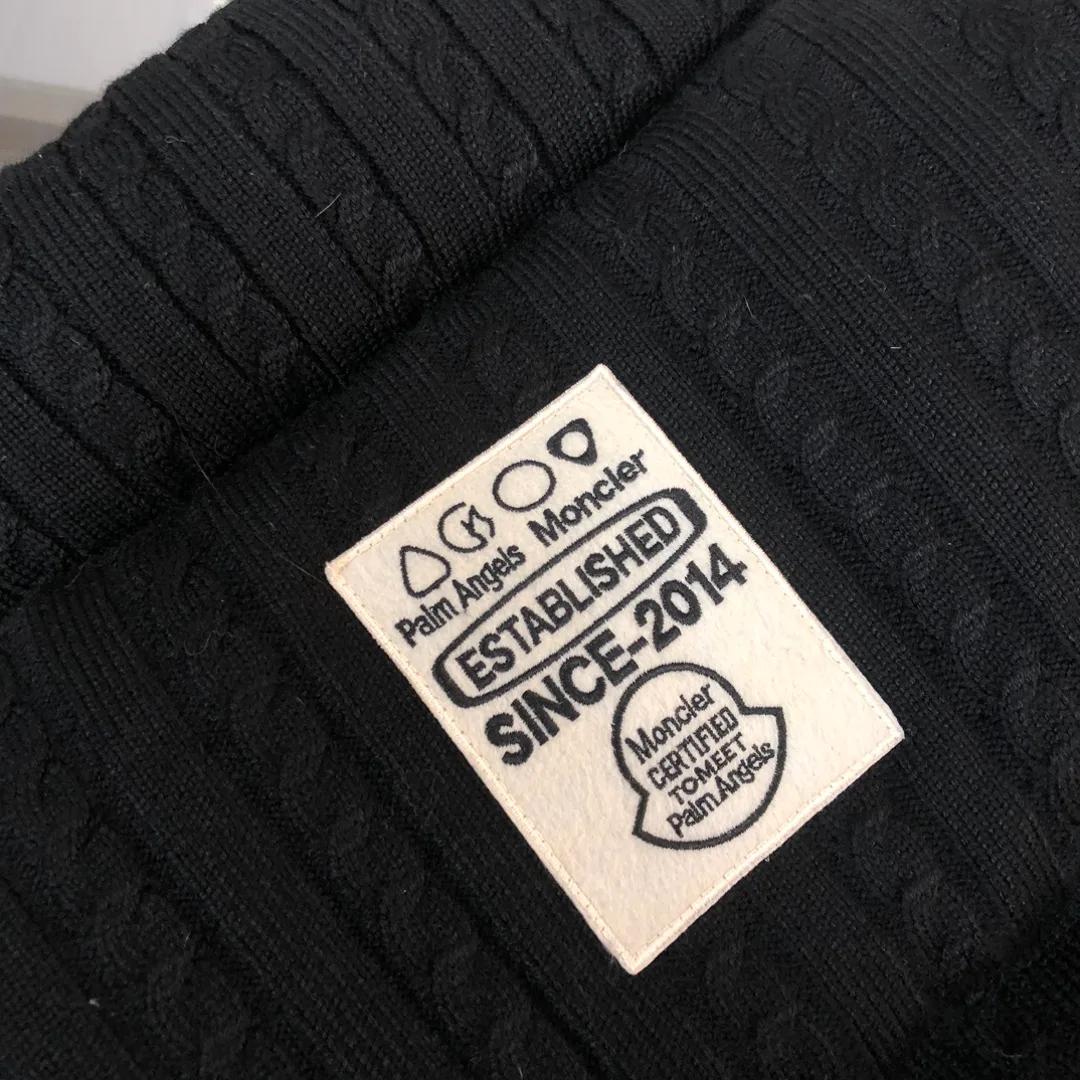 Palm Angels Moncler
ESTABLISHED
SINCE-2014
Moncler
CERTIFIED
TO-MEET
Palm Angels